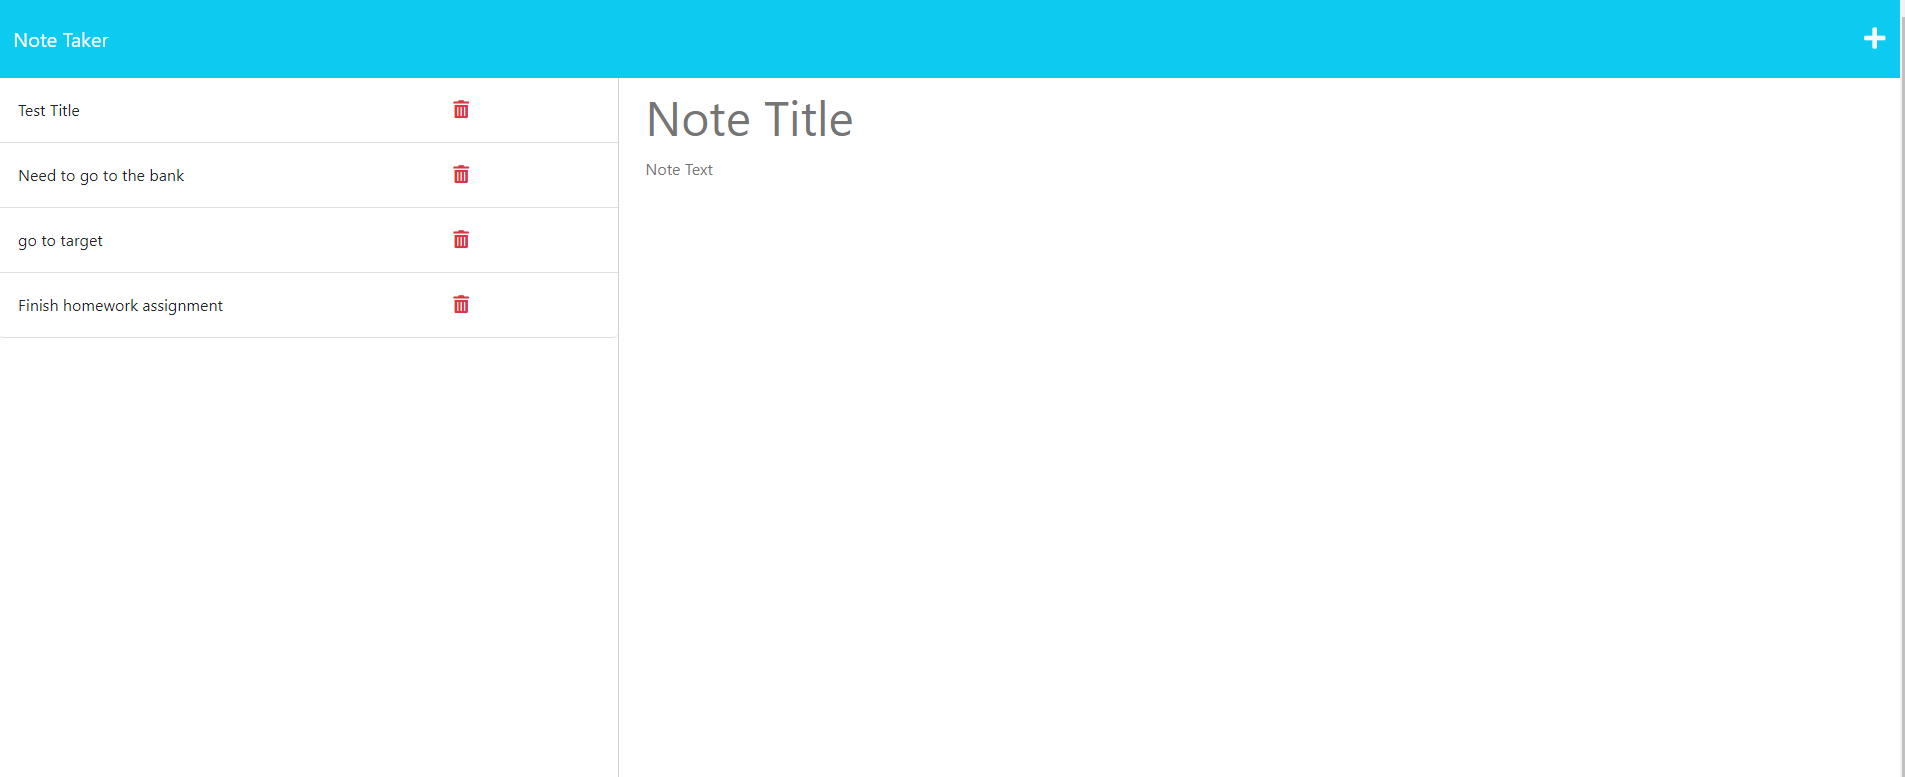 Note Taker
Test Title
Need to go to the bank
go to target
Finish homework assignment
Note Title
Note Text